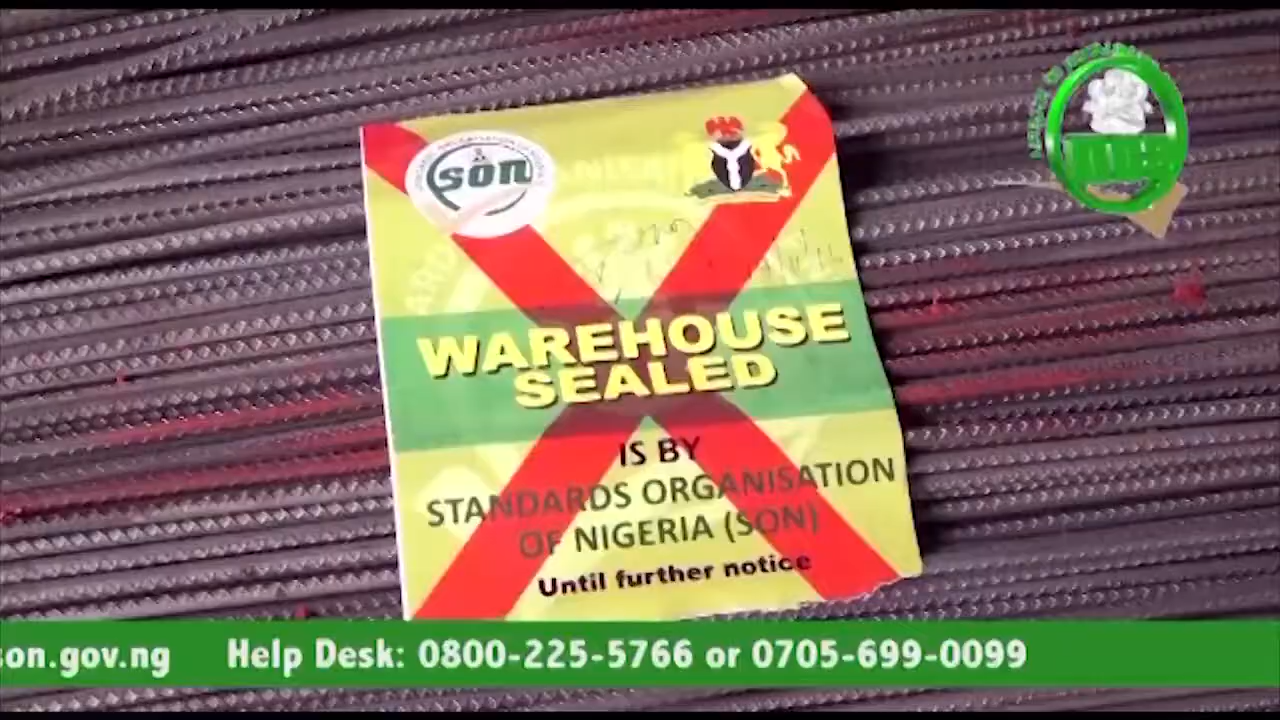 SON
WAREHOUSE
SEALED
IS BY
STANDARDS ORGANISATION
OF NIGERIA (SON)
Until further notice
son.gov.ng Help Desk: 0800-225-5766 or 0705-699-0099